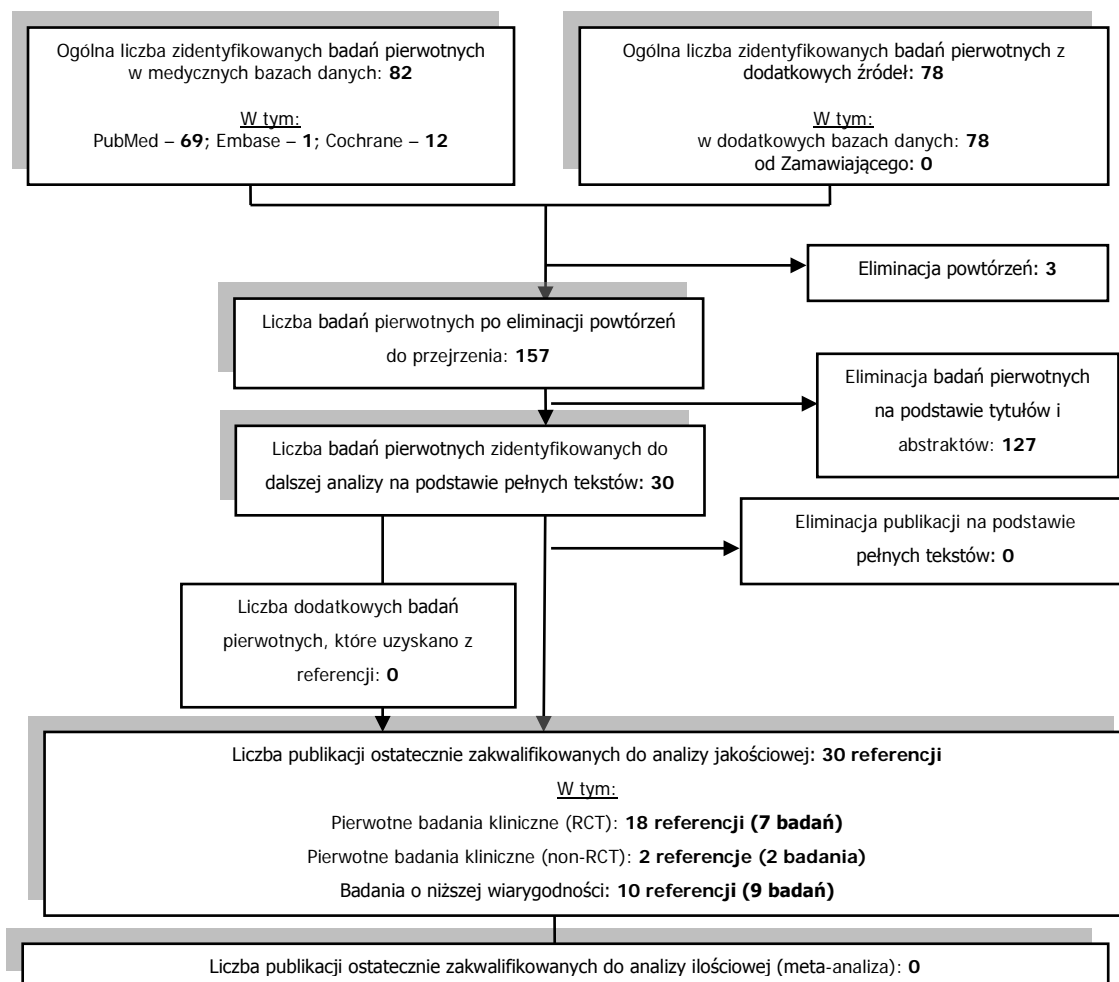 Ogólna liczba zidentyfikowanych badań pierwotnych
w medycznych bazach danych: 82
W tym:
PubMed – 69; Embase – 1; Cochrane – 12
Ogólna liczba zidentyfikowanych badań pierwotnych z
dodatkowych źródeł: 78
W tym:
w dodatkowych bazach danych: 78
od Zamawiającego: 0
Eliminacja powtórzeń: 3
Liczba badań pierwotnych po eliminacji powtórzeń
do przejrzenia: 157
Eliminacja badań pierwotnych
na podstawie tytułów i
abstraktów: 127
Liczba badań pierwotnych zidentyfikowanych do
dalszej analizy na podstawie pełnych tekstów: 30
Eliminacja publikacji na podstawie
pełnych tekstów: 0
Liczba dodatkowych badań
pierwotnych, które uzyskano z
referencji: 0
Liczba publikacji ostatecznie zakwalifikowanych do analizy jakościowej: 30 referencji
W tym:
Pierwotne badania kliniczne (RCT): 18 referencji (7 badań)
Pierwotne badania kliniczne (non-RCT): 2 referencje (2 badania)
Badania o niższej wiarygodności: 10 referencji (9 badań)
Liczba publikacji ostatecznie zakwalifikowanych do analizy ilościowej (meta-analiza): 0